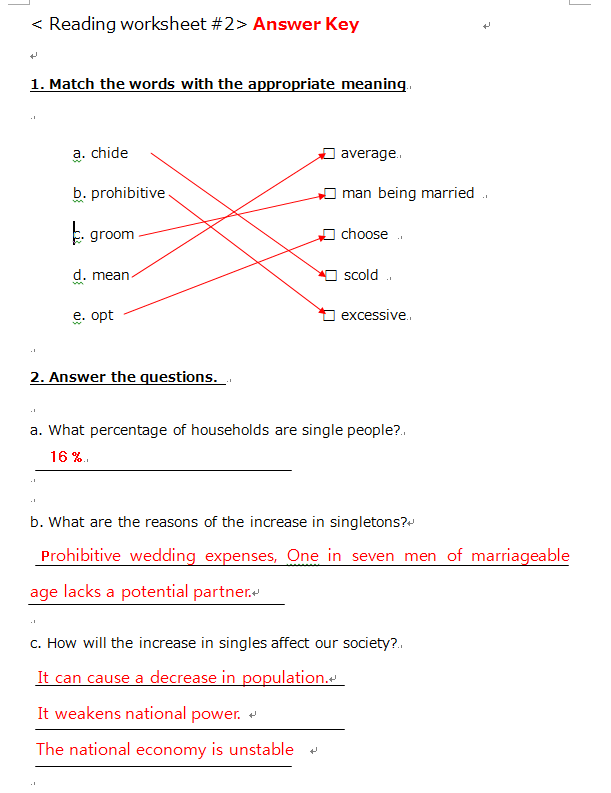 < Reading worksheet #2> Answer Key
1. Match the words with the appropriate meaning
a. chide □ average
b. prohibitive □ man being married
c. groom □ choose
d. mean □ scold
e. opt □ excessive
2. Answer the questions.
a. What percentage of households are single people?
16 %
b. What are the reasons of the increase in singletons?
Prohibitive wedding expenses, One in seven men of marriageable
age lacks a potential partner.
c. How will the increase in singles affect our society?
It can cause a decrease in population.
It weakens national power.
The national economy is unstable